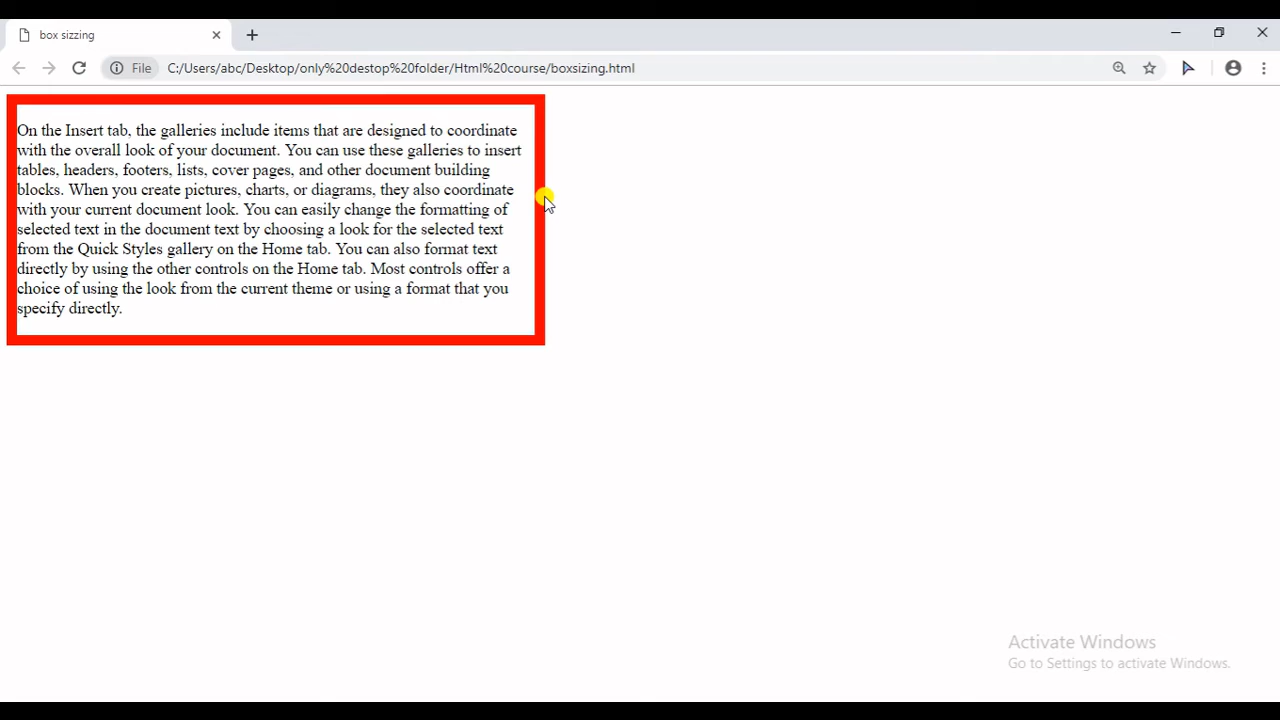 box sizzing
File
C:/Users/abc/Desktop/only%20destop%20folder/Html%20course/boxsizing.html
On the Insert tab, the galleries include items that are designed to coordinate
with the overall look of your document. You can use these galleries to insert
tables, headers, footers, lists, cover pages, and other document building
blocks. When you create pictures, charts, or diagrams, they also coordinate
with your current document look. You can easily change the formatting of
selected text in the document text by choosing a look for the selected text
from the Quick Styles gallery on the Home tab. You can also format text
directly by using the other controls on the Home tab. Most controls offer a
choice of using the look from the current theme or using a format that you
specify directly.
Activate Windows
Go to Settings to activate Windows.